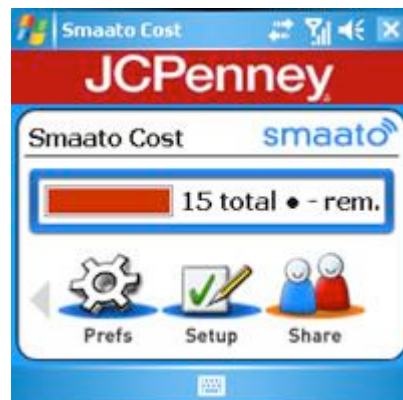 Smaato Cost
JCPenney
Smaato Cost smaato
15 total • - rem.
Prefs Setup Share